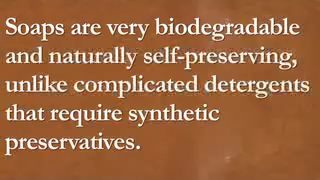 Soaps are very biodegradable
and naturally self-preserving,
unlike complicated detergents
that require synthetic
preservatives.